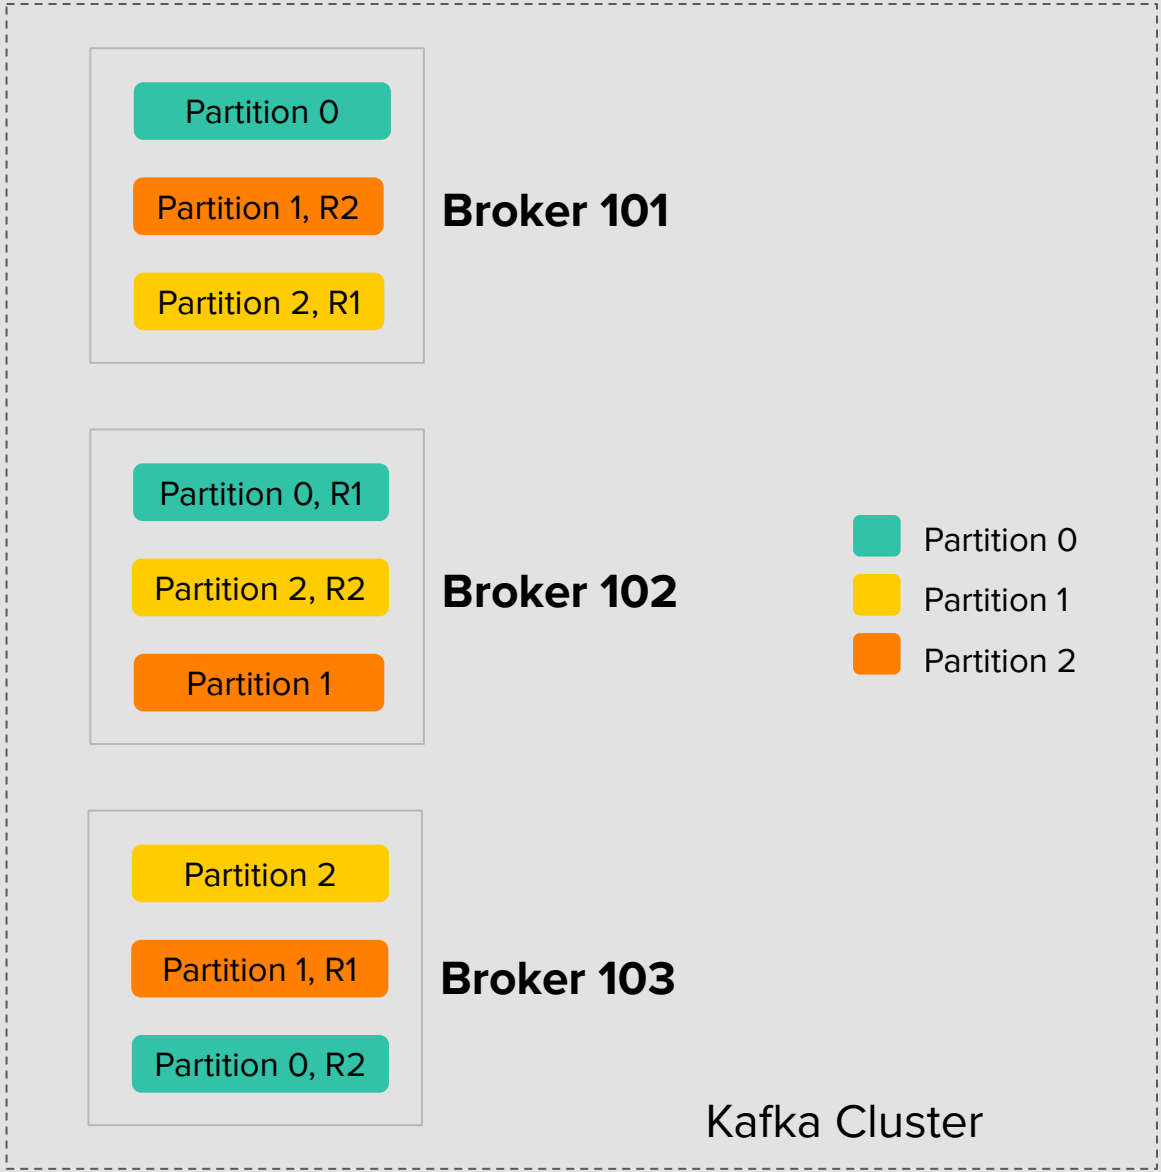 Partition 0
Partition 1, R2
Partition 2, R1
Broker 101
Partition 0, R1
Partition 2, R2
Partition 1
Broker 102
Partition 0
Partition 1
Partition 2
Partition 2
Partition 1, R1
Partition 0, R2
Broker 103
Kafka Cluster